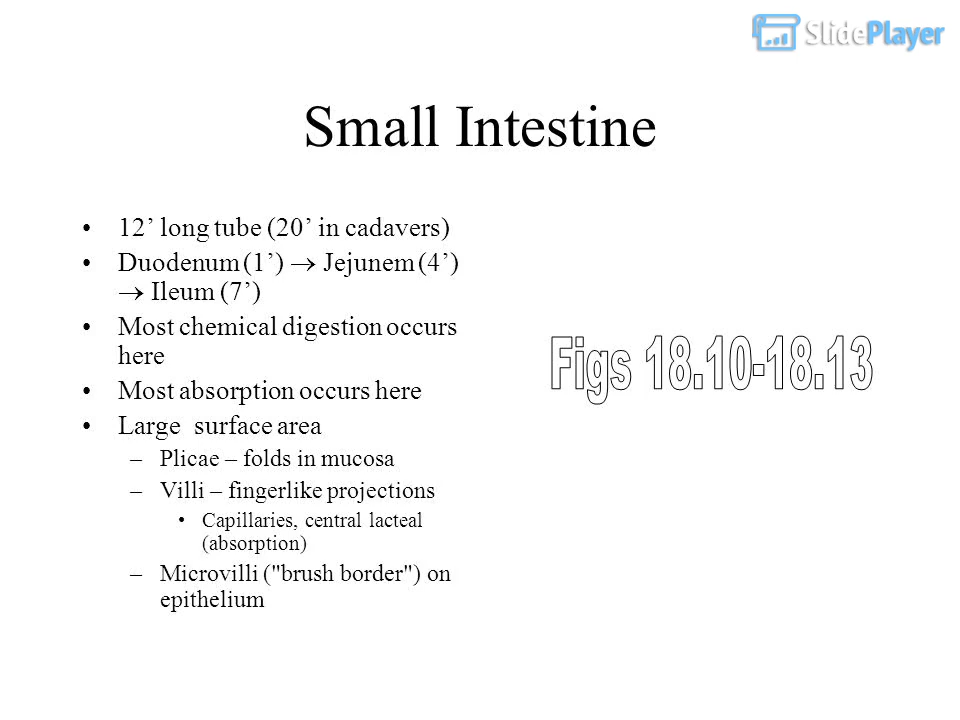 SlidePlayer
Small Intestine
• 12’ long tube (20’ in cadavers)
• Duodenum (1’) → Jejunem (4’)
→ Ileum (7’)
• Most chemical digestion occurs
here
• Most absorption occurs here
• Large  surface area
– Plicae – folds in mucosa
– Villi – fingerlike projections
• Capillaries, central lacteal
(absorption)
– Microvilli ("brush border") on
epithelium
Figs 18.10-18.13